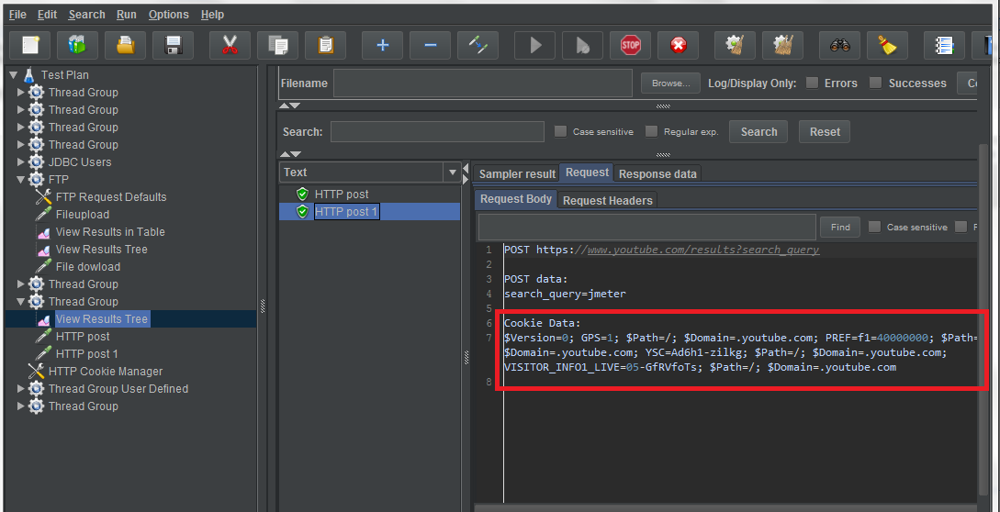 File Edit Search Run Options Help
STOP
Test Plan
Thread Group
Thread Group
Thread Group
Thread Group
JDBC Users
FTP
FTP Request Defaults
Fileupload
View Results in Table
View Results Tree
File dowload
Thread Group
Thread Group
View Results Tree
HTTP post
HTTP post 1
HTTP Cookie Manager
Thread Group User Defined
Thread Group
Filename Browse... Log/Display Only: Errors Successes Co
Search: Case sensitive Regular exp. Search Reset
Text
HTTP post
HTTP post 1
Sampler result Request Response data
Request Body Request Headers
Find Case sensitive
1 POST https://www.youtube.com/results?search_query
2
3 POST data:
4 search_query=jmeter
5
6 Cookie Data:
7 $Version=0; GPS=1; $Path=/; $Domain=.youtube.com; PREF=f1=40000000; $Path=
$Domain=.youtube.com; YSC=Ad6h1-zilkg; $Path=/; $Domain=.youtube.com;
VISITOR_INFO1_LIVE=05-GfRVfoTs; $Path=/; $Domain=.youtube.com
8